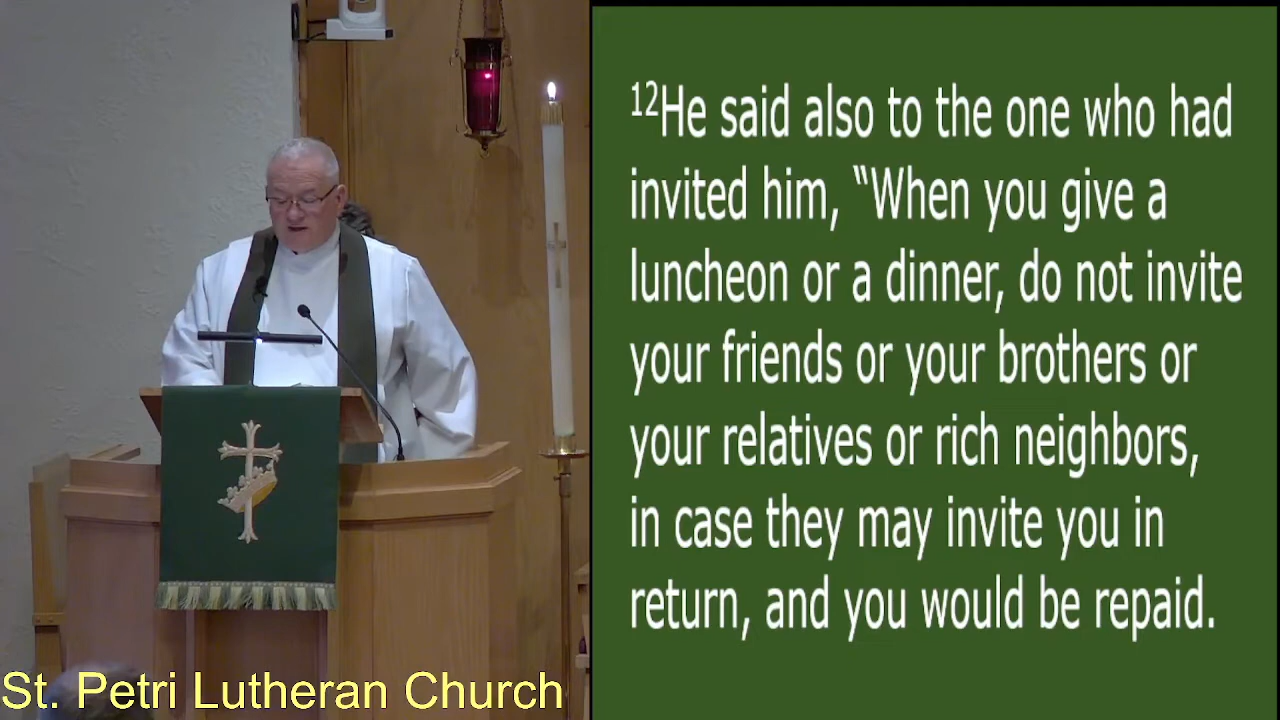 12He said also to the one who had
invited him, “When you give a
luncheon or a dinner, do not invite
your friends or your brothers or
your relatives or rich neighbors,
in case they may invite you in
return, and you would be repaid.
St. Petri Lutheran Church